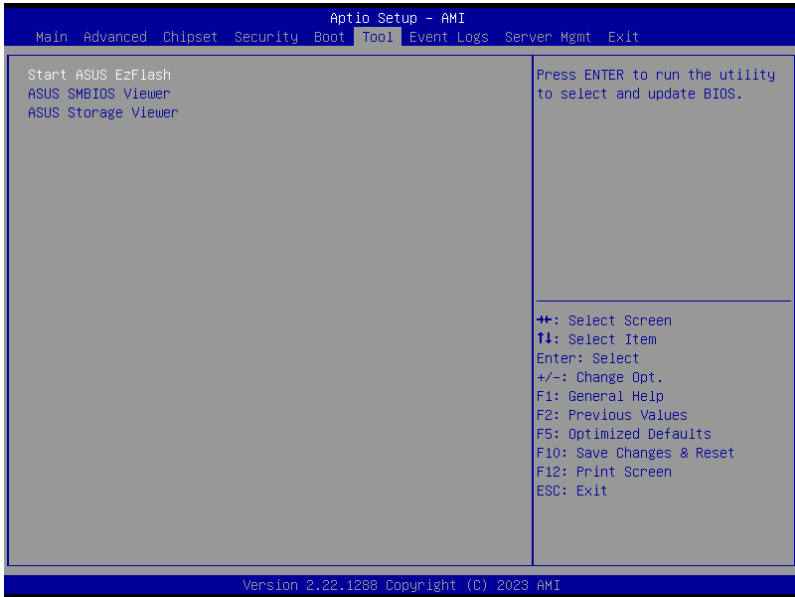 Aptio Setup - AMI
Main Advanced Chipset Security Boot Tool Event Logs Server Mgmt Exit
Start ASUS EzFlash
ASUS SMBIOS Viewer
ASUS Storage Viewer
Press ENTER to run the utility
to select and update BIOS.
→←: Select Screen
↑↓: Select Item
Enter: Select
+/-: Change Opt.
F1: General Help
F2: Previous Values
F5: Optimized Defaults
F10: Save Changes & Reset
F12: Print Screen
ESC: Exit
Version 2.22.1288 Copyright (C) 2023 AMI